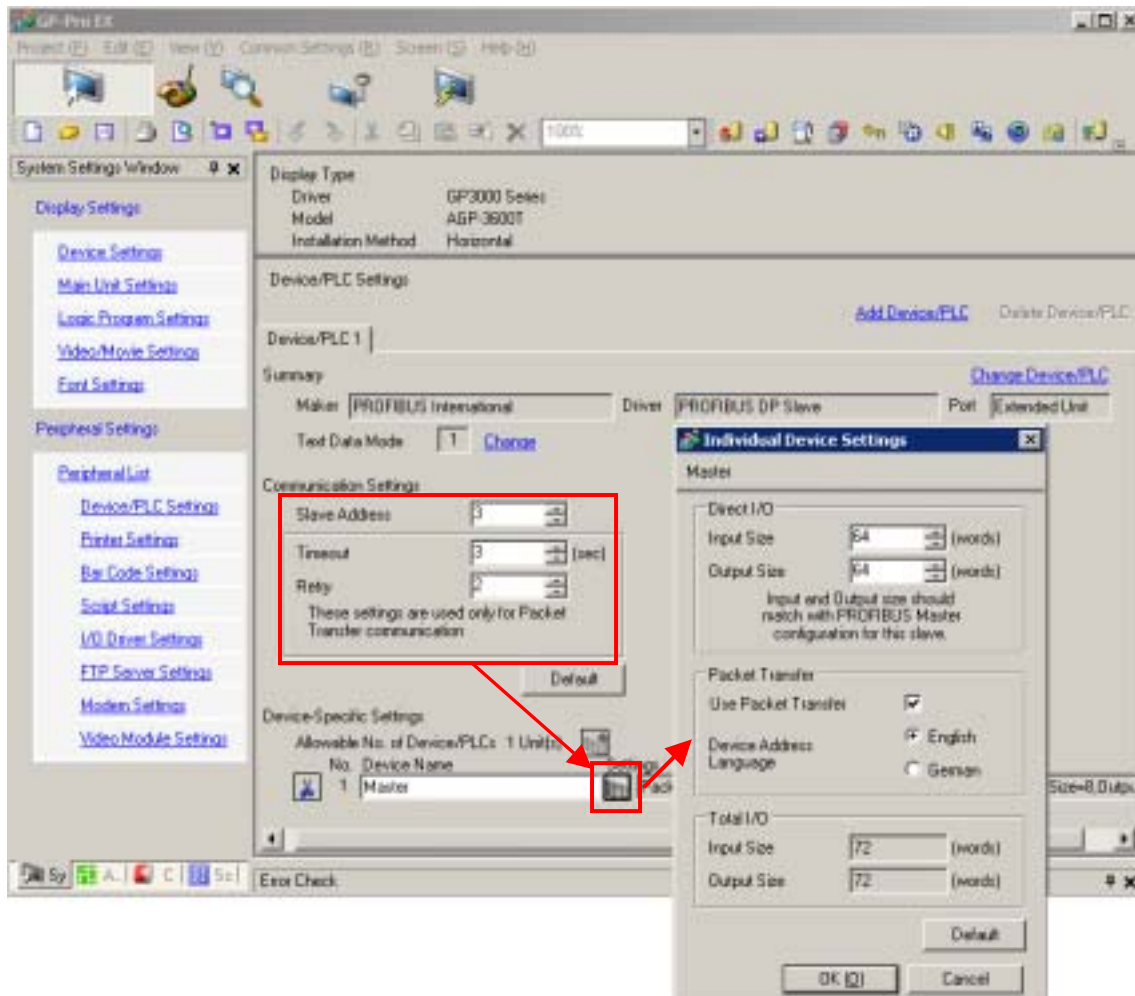 GP-Pro EX
Project (P) Edit (E) View (V) Common Settings (R) Screen (S) Help (H)
100%
System Settings Window
Display Settings
Device Settings
Main Unit Settings
Logic Program Settings
Video/Movie Settings
Font Settings
Peripheral Settings
Peripheral List
Device/PLC Settings
Printer Settings
Bar Code Settings
Script Settings
I/O Driver Settings
FTP Server Settings
Modem Settings
Video Module Settings
Sy A.. C Se
Display Type
Driver GP3000 Series
Model AGP-3600T
Installation Method Horizontal
Device/PLC Settings
Add Device/PLC Delete Device/PLC
Device/PLC 1
Summary Change Device/PLC
Maker PROFIBUS International Driver PROFIBUS DP Slave Port Extended Unit
Text Data Mode 1 Change
Communication Settings
Slave Address 3
Timeout 3 (sec)
Retry 2
These settings are used only for Packet
Transfer communication
Default
Device-Specific Settings
Allowable No. of Device/PLCs 1 Unit(s)
No. Device Name Settings
1 Master Pack
Size=8,Outpu
Error Check
Individual Device Settings
Master
Direct I/O
Input Size 64 (words)
Output Size 64 (words)
Input and Output size should
match with PROFIBUS Master
configuration for this slave.
Packet Transfer
Use Packet Transfer
Device Address
Language
English
German
Total I/O
Input Size 72 (words)
Output Size 72 (words)
Default
OK (O) Cancel